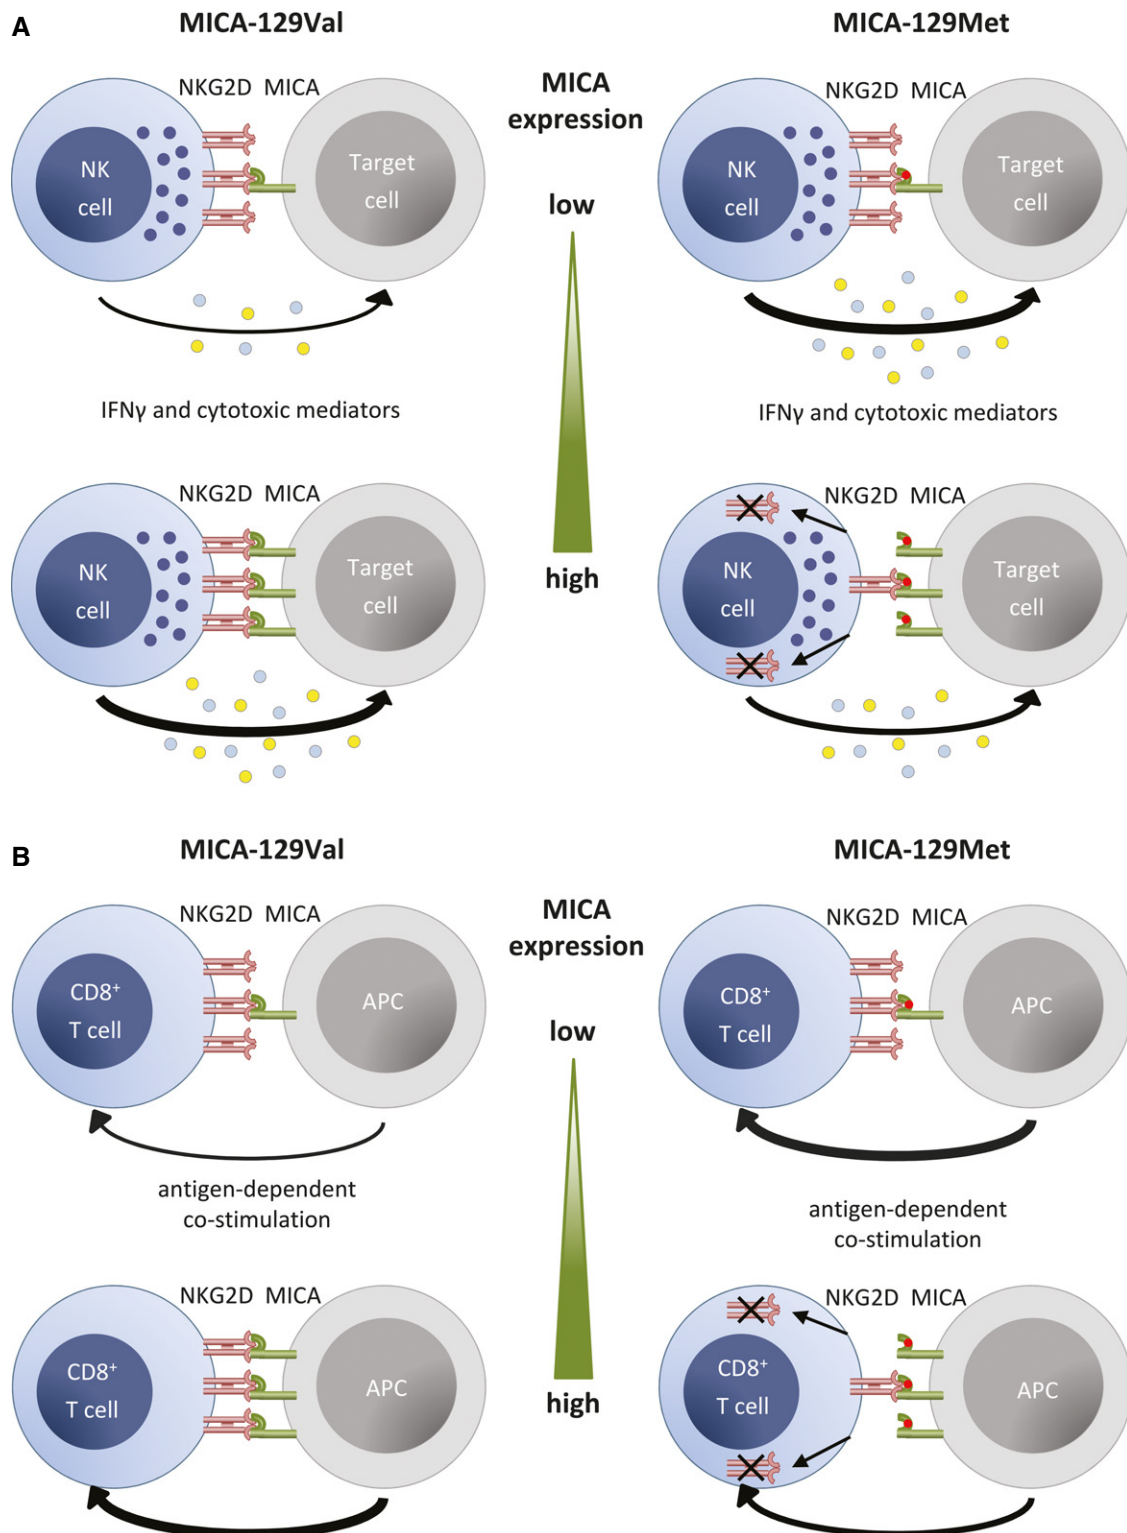 A
MICA-129Val
MICA-129Met
NKG2D MICA
MICA
expression
NKG2D MICA
NK
cell
Target
cell
low
NK
cell
Target
cell
IFNγ and cytotoxic mediators
IFNγ and cytotoxic mediators
NKG2D MICA
NKG2D MICA
NK
cell
Target
cell
high
NK
cell
Target
cell
B
MICA-129Val
MICA-129Met
NKG2D MICA
MICA
expression
NKG2D MICA
CD8⁺
T cell
APC
low
CD8⁺
T cell
APC
antigen-dependent
co-stimulation
antigen-dependent
co-stimulation
NKG2D MICA
NKG2D MICA
CD8⁺
T cell
APC
high
CD8⁺
T cell
APC